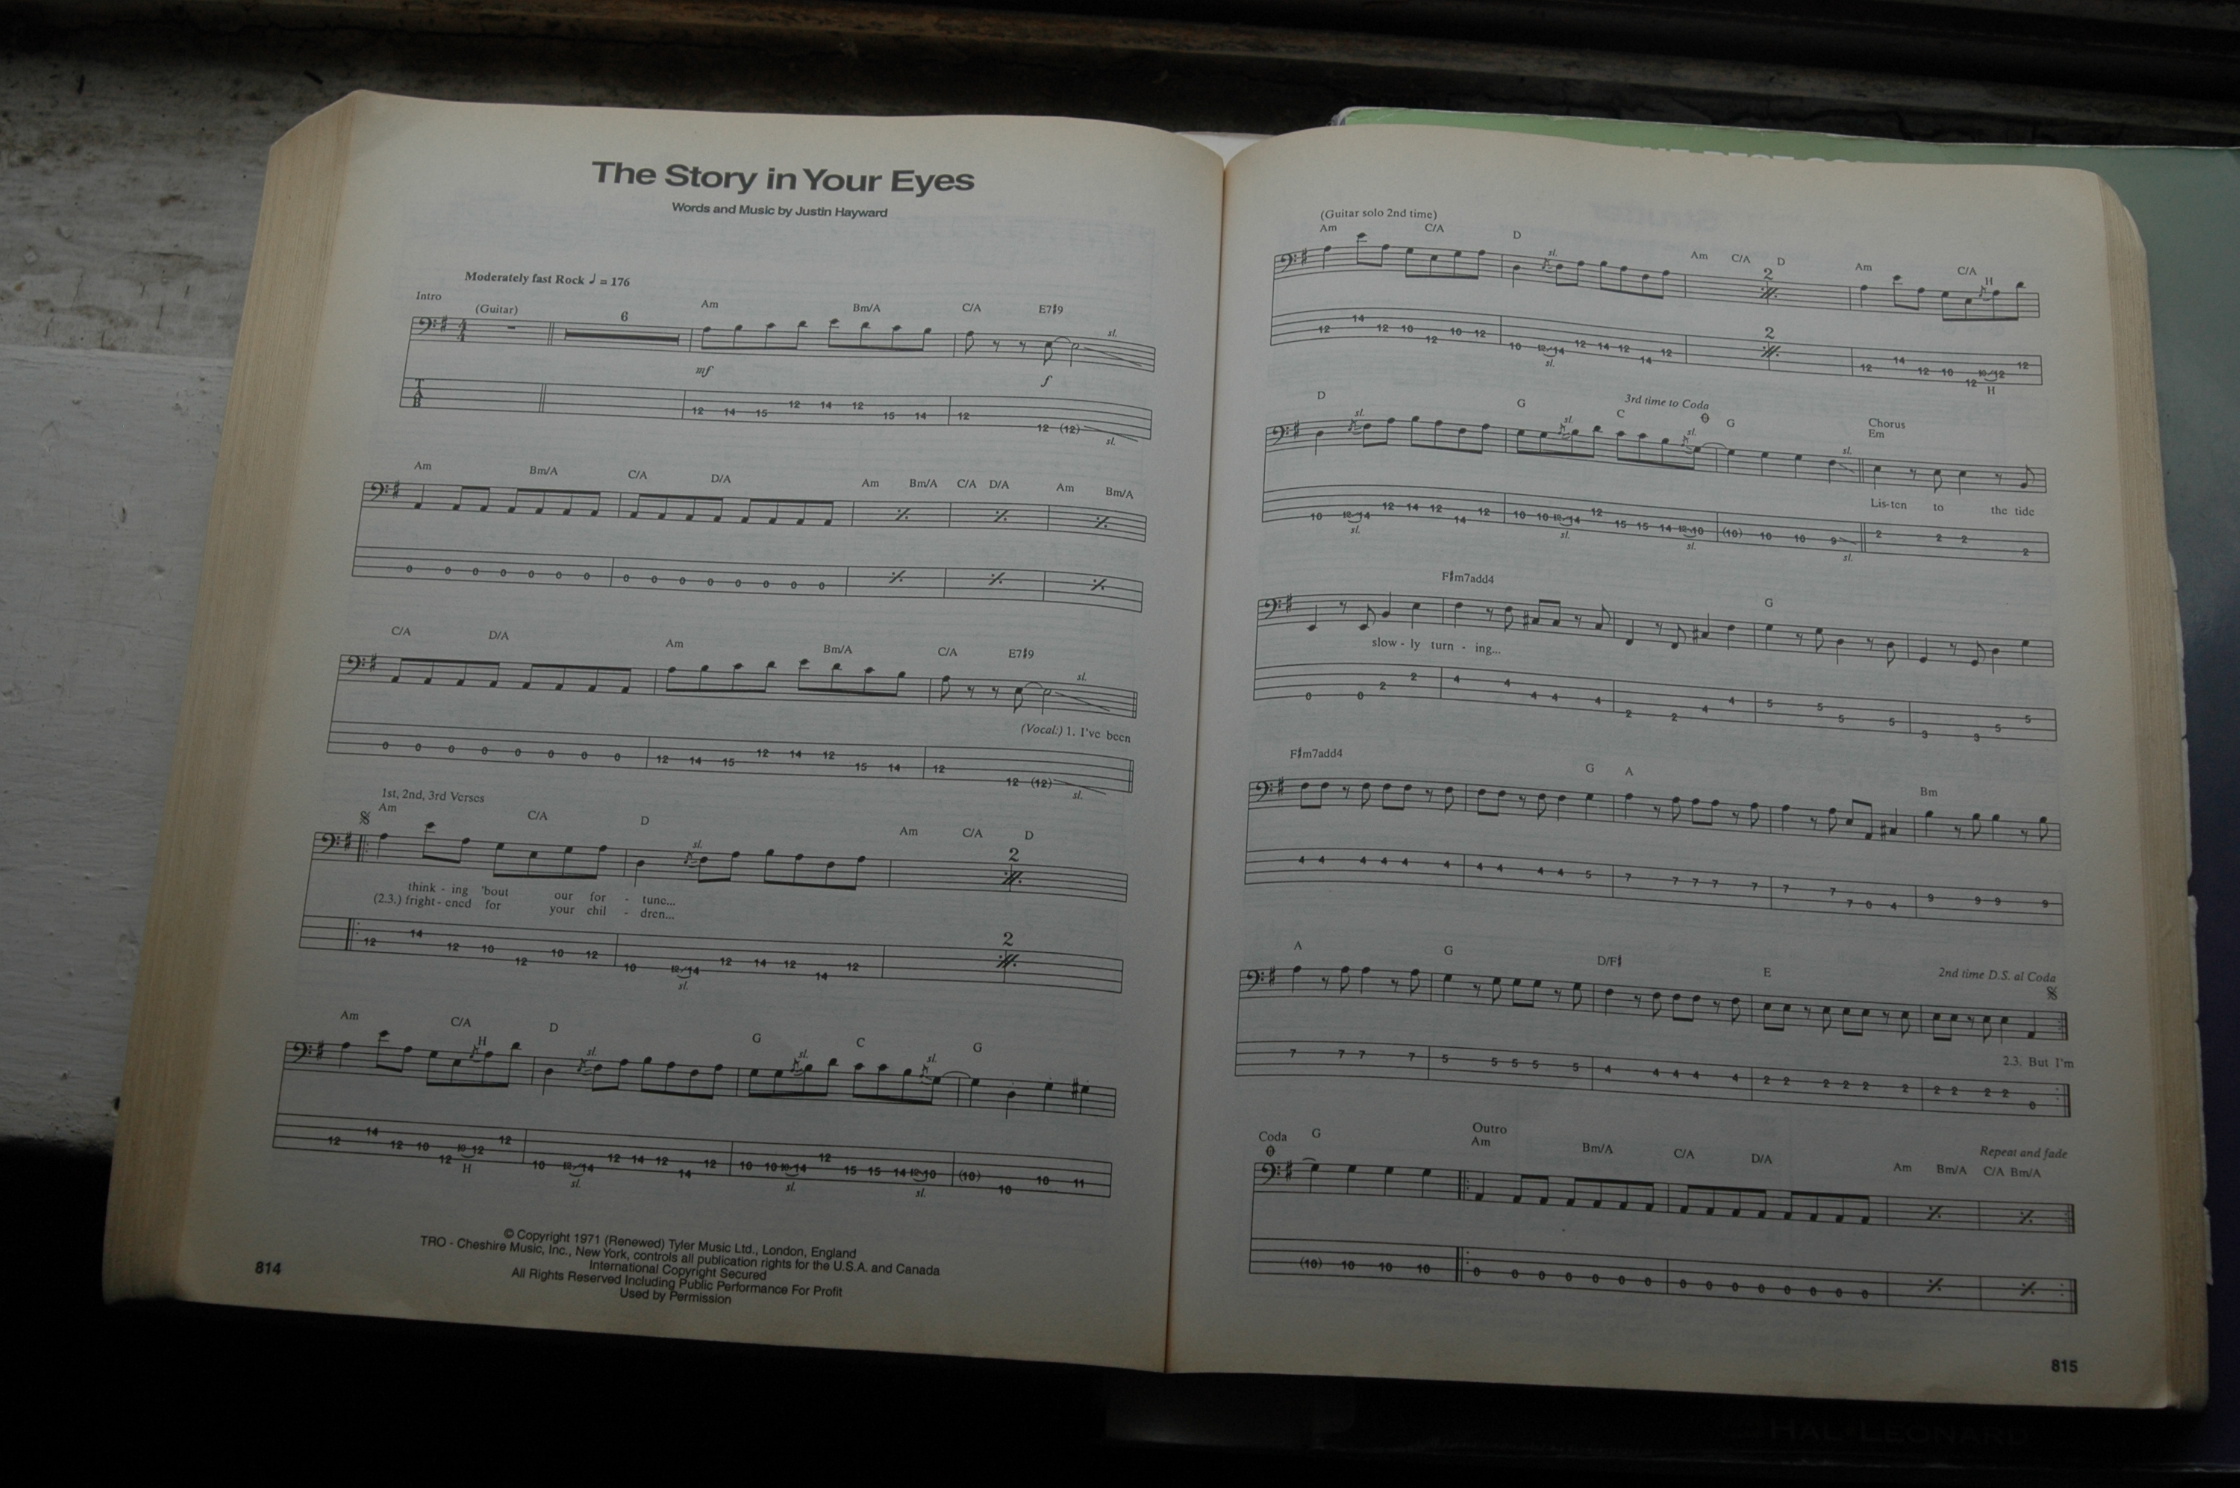 The Story in Your Eyes
Words and Music by Justin Hayward
Moderately fast Rock ♩ = 176
Intro
(Guitar) 6 Am Bm/A C/A E7♯9
sl.
mf f
T A B
12 14 15 12 14 12 15 14 12 12 (12)
sl.
Am Bm/A C/A D/A Am Bm/A C/A D/A Am Bm/A
0 0 0 0 0 0 0 0 0 0 0 0 0 0 0
C/A D/A Am Bm/A C/A E7♯9
sl.
(Vocal:) 1. I've been
0 0 0 0 0 0 0 0 12 14 15 12 14 12 15 14 12 12 (12)
sl.
1st, 2nd, 3rd Verses
Am C/A D Am C/A D
sl. 2
think - ing 'bout our for - tune...
(2.3.) fright - ened for your chil - dren...
12 14 12 10 12 10 12 10 12 14 12 14 12 14 12 2
sl.
Am C/A D G C G
H sl. sl. sl.
12 14 12 10 12 10 12 12 10 12 14 12 14 12 14 12 10 10 10 14 12 15 15 14 12 10 (10) 10 10 11
H sl. sl. sl.
© Copyright 1971 (Renewed) Tyler Music Ltd., London, England
TRO - Cheshire Music, Inc., New York, controls all publication rights for the U.S.A. and Canada
International Copyright Secured
All Rights Reserved Including Public Performance For Profit
Used by Permission
814
(Guitar solo 2nd time)
Am C/A D Am C/A D Am C/A
sl. 2 H
12 14 12 10 12 10 12 10 12 14 12 14 12 14 12 2 12 14 12 10 12 10 12 12
sl. H
3rd time to Coda
D G C G Chorus
Em
sl. sl. sl. sl.
Lis-ten to the tide
10 12 14 12 14 12 14 12 10 10 12 14 12 15 15 14 12 10 (10) 10 10 9 2 2 2 2
sl. sl. sl. sl.
F♯m7add4 G
slow - ly turn - ing...
0 0 2 2 4 4 4 4 4 2 2 4 4 5 5 5 5 3 3 5 5
F♯m7add4 G A Bm
4 4 4 4 4 4 4 4 4 4 5 7 7 7 7 7 7 7 7 0 4 9 9 9 9
A G D/F♯ E 2nd time D.S. al Coda
2.3. But I'm
7 7 7 7 5 5 5 5 5 4 4 4 4 4 2 2 2 2 2 2 2 2 2 2 0
Coda G Outro
Am Bm/A C/A D/A Am Bm/A C/A Bm/A
Repeat and fade
(10) 10 10 10 0 0 0 0 0 0 0 0 0 0 0 0 0 0 0
815
HAL•LEONARD